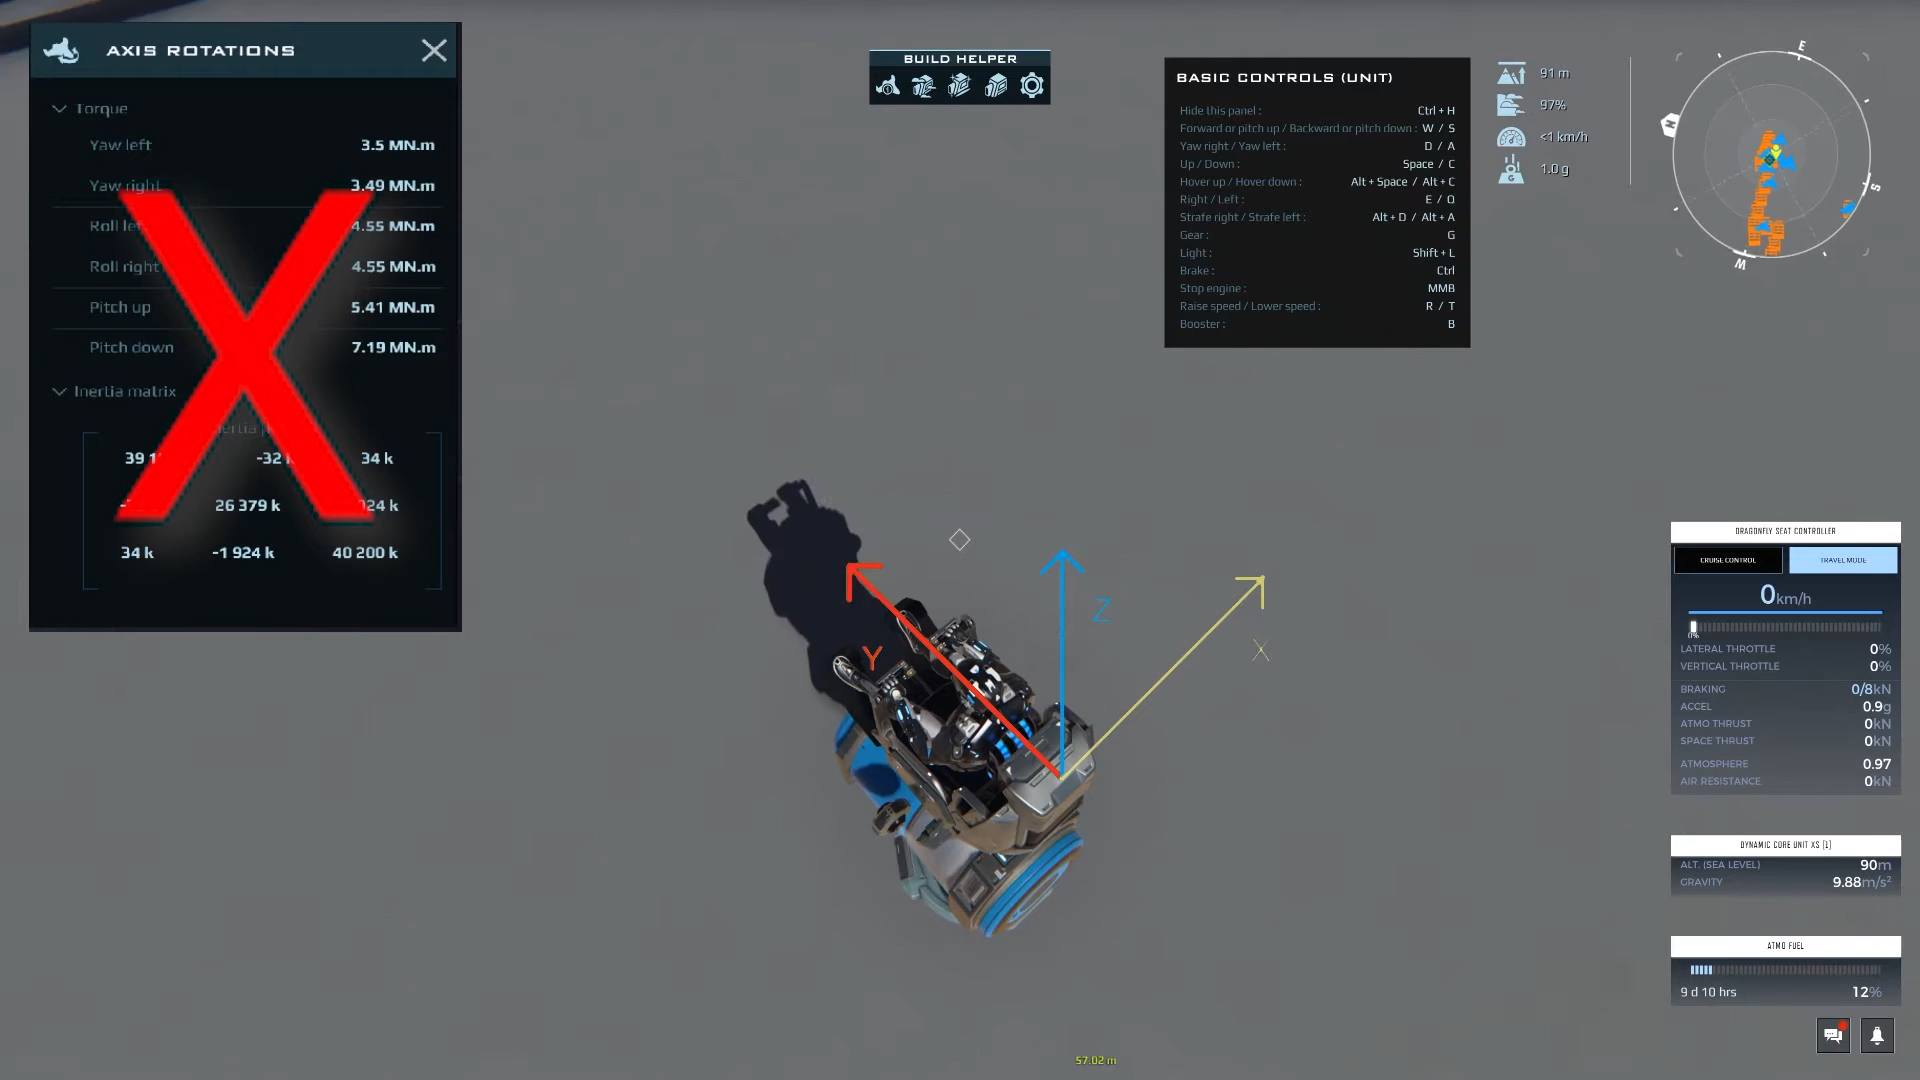 AXIS ROTATIONS
Torque
Yaw left 3.5 MN.m
Yaw right 3.49 MN.m
Roll 4.55 MN.m
Roll right 4.55 MN.m
Pitch up 5.41 MN.m
Pitch down 7.19 MN.m
Inertia matrix
39 -32 34 k
26 379 k 924 k
34 k -1 924 k 40 200 k
X
BUILD HELPER
BASIC CONTROLS (UNIT)
Hide this panel : Ctrl + H
Forward or pitch up / Backward or pitch down : W / S
Yaw right / Yaw left : D / A
Up / Down : Space / C
Hover up / Hover down : Alt + Space / Alt + C
Right / Left : E / Q
Strafe right / Strafe left : Alt + D / Alt + A
Gear : G
Light : Shift + L
Brake : Ctrl
Stop engine : MMB
Raise speed / Lower speed : R / T
Booster : B
91 m
97%
<1 km/h
G 1.0 g
E
N
S
W
Y
Z
X
DRAGONFLY SEAT CONTROLLER
CRUISE CONTROL TRAVEL MODE
0km/h
0%
LATERAL THROTTLE 0%
VERTICAL THROTTLE 0%
BRAKING 0/8kN
ACCEL 0.9g
ATMO THRUST 0kN
SPACE THRUST 0kN
ATMOSPHERE 0.97
AIR RESISTANCE 0kN
DYNAMIC CORE UNIT XS [1]
ALT. (SEA LEVEL) 90m
GRAVITY 9.88m/s²
ATMO FUEL
9 d 10 hrs 12%
57.02 m